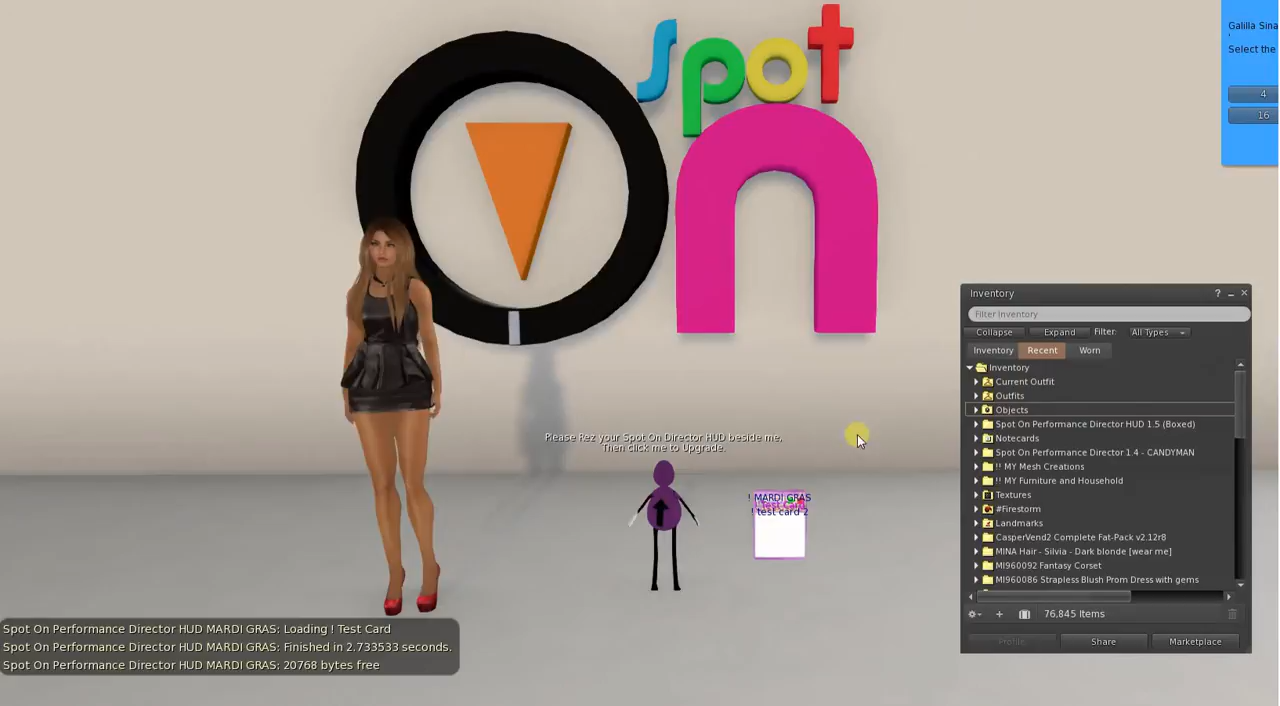 spot
On
Galilla Sina
'
Select the
4
16
Please Rez your Spot On Director HUD beside me,
Then click me to Upgrade.
! MARDI GRAS
! Test Card
! test card 2
Inventory
? _ ×
Filter Inventory
Collapse Expand Filter: All Types
Inventory Recent Worn
Inventory
Current Outfit
Outfits
Objects
Spot On Performance Director HUD 1.5 (Boxed)
Notecards
Spot On Performance Director 1.4 - CANDYMAN
!! MY Mesh Creations
!! MY Furniture and Household
Textures
#Firestorm
Landmarks
CasperVend2 Complete Fat-Pack v2.12r8
MINA Hair - Silvia - Dark blonde [wear me]
MI960092 Fantasy Corset
MI960086 Strapless Blush Prom Dress with gems
76,845 Items
Profile Share Marketplace
Spot On Performance Director HUD MARDI GRAS: Loading ! Test Card
Spot On Performance Director HUD MARDI GRAS: Finished in 2.733533 seconds.
Spot On Performance Director HUD MARDI GRAS: 20768 bytes free